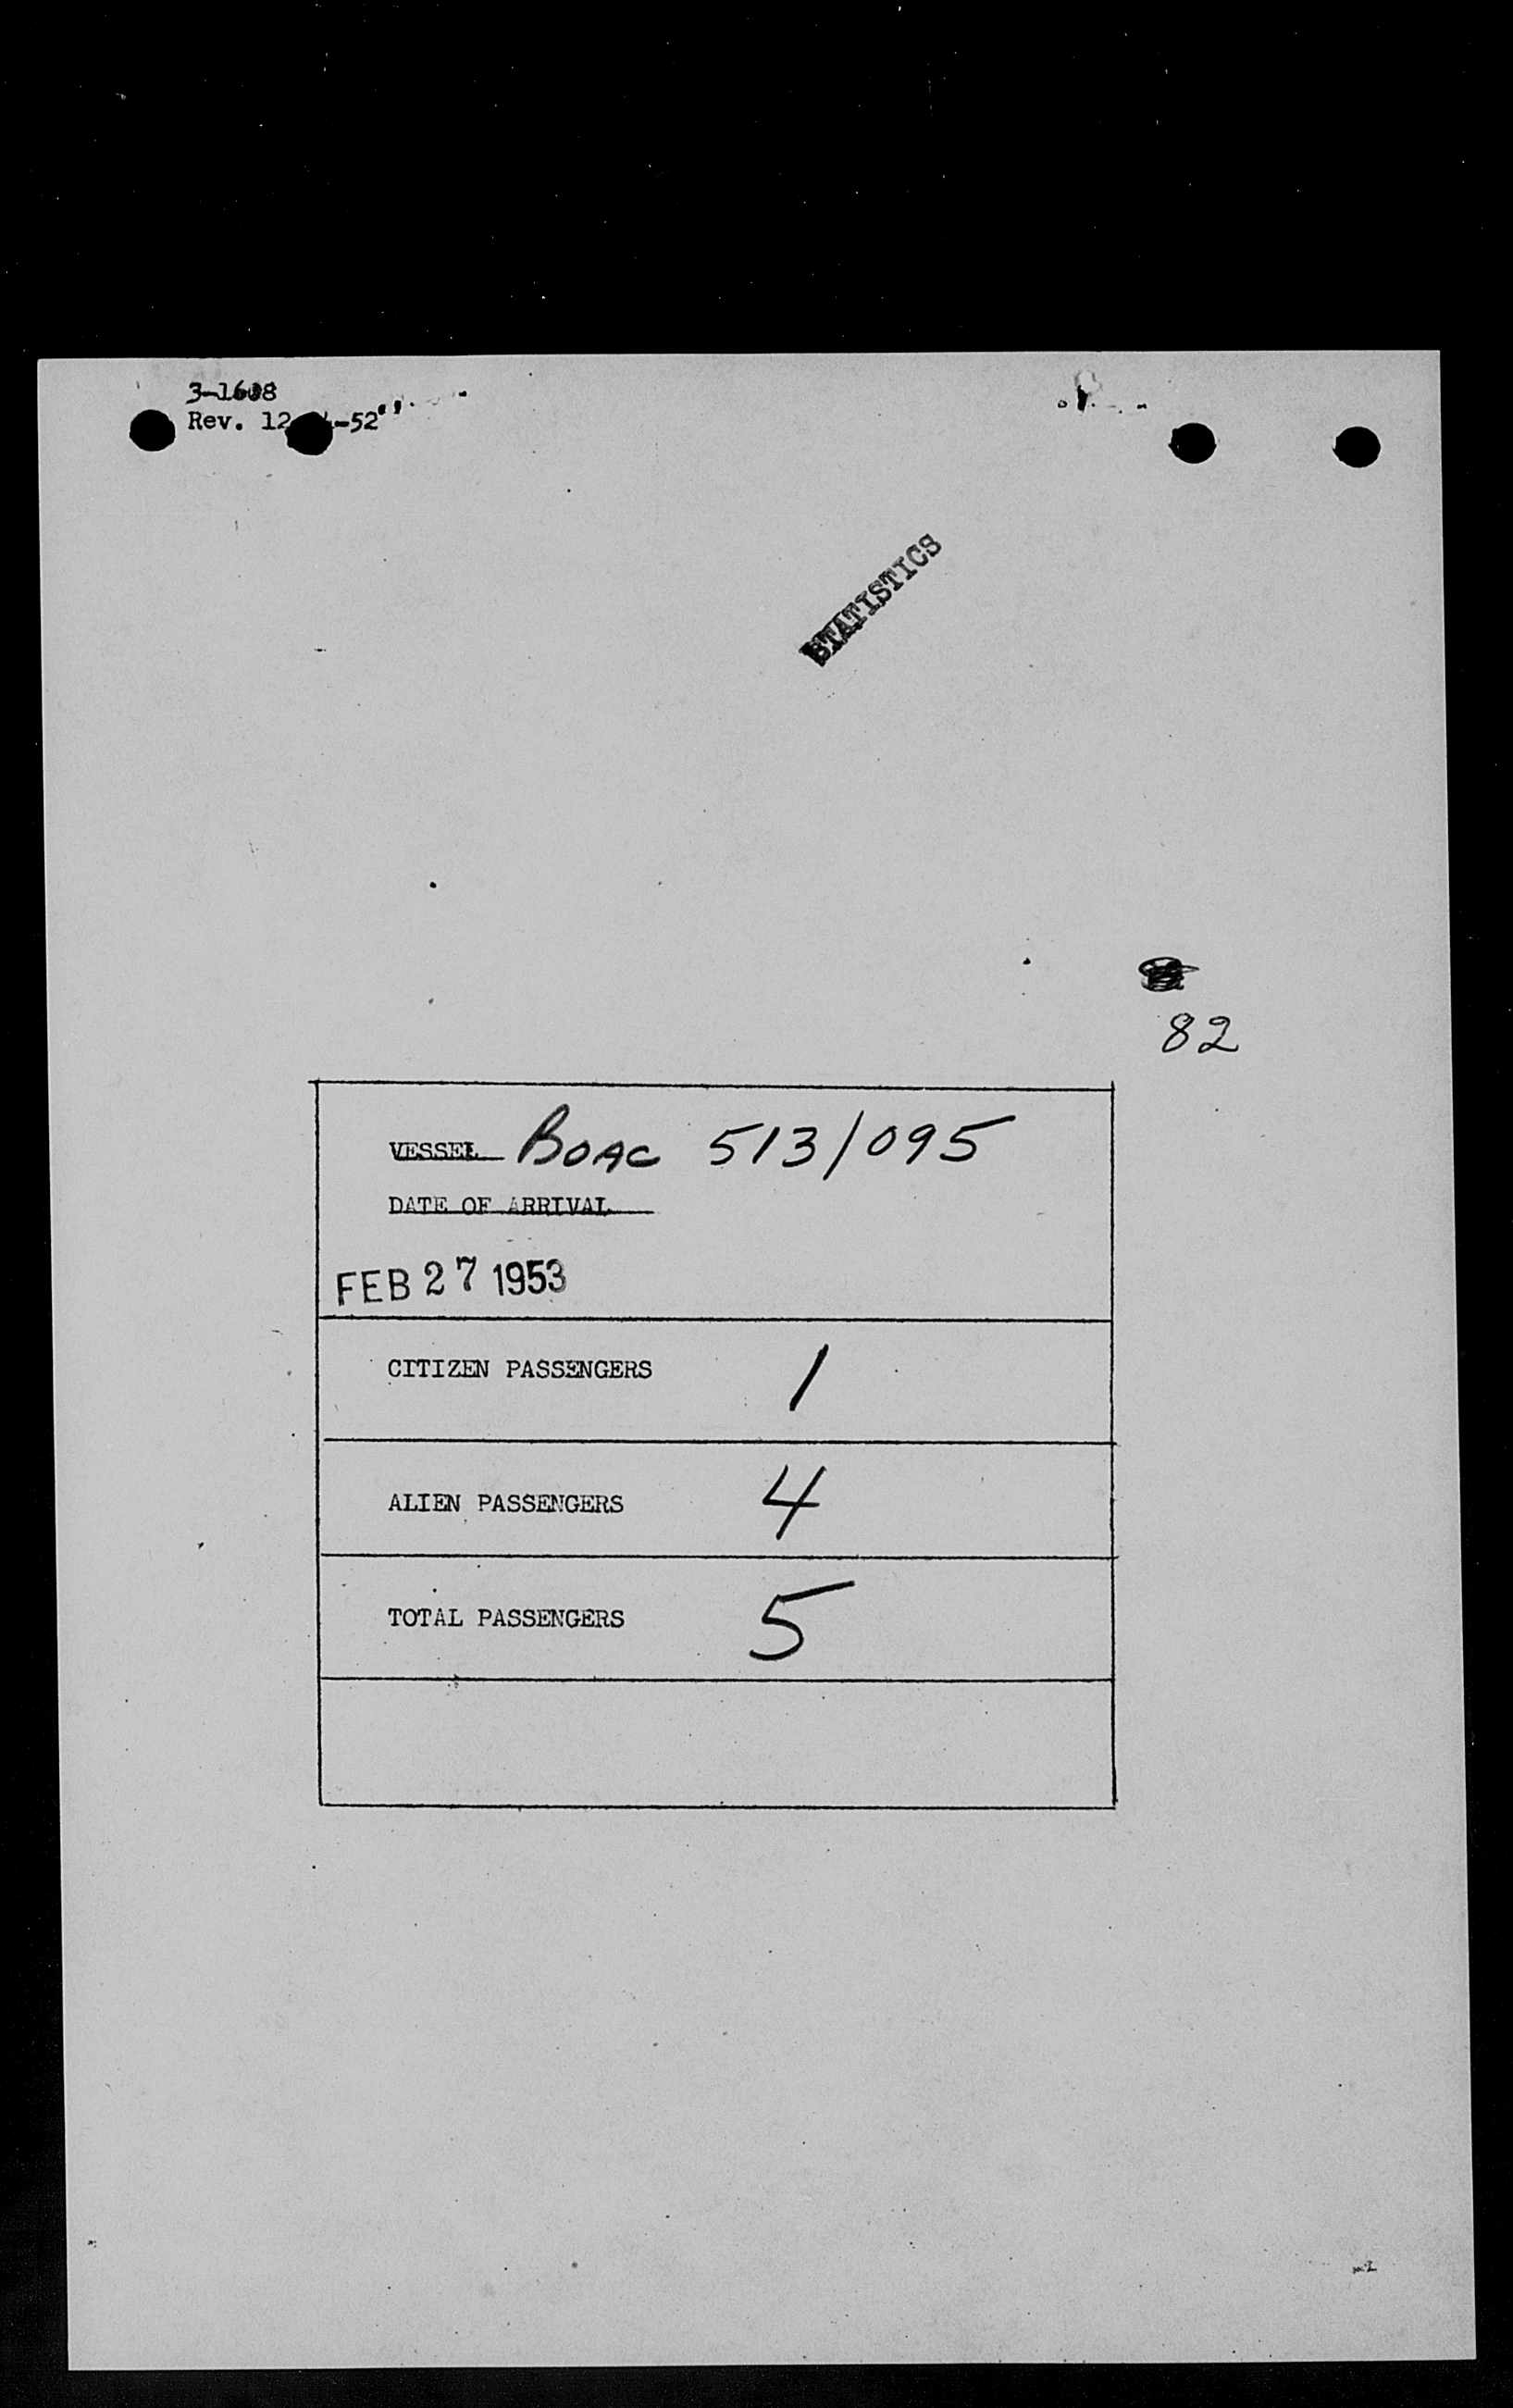 3-1608
Rev. 12 -52
STATISTICS
82
VESSEL BOAC 513/095
DATE OF ARRIVAL
FEB 27 1953
CITIZEN PASSENGERS 1
ALIEN PASSENGERS 4
TOTAL PASSENGERS 5